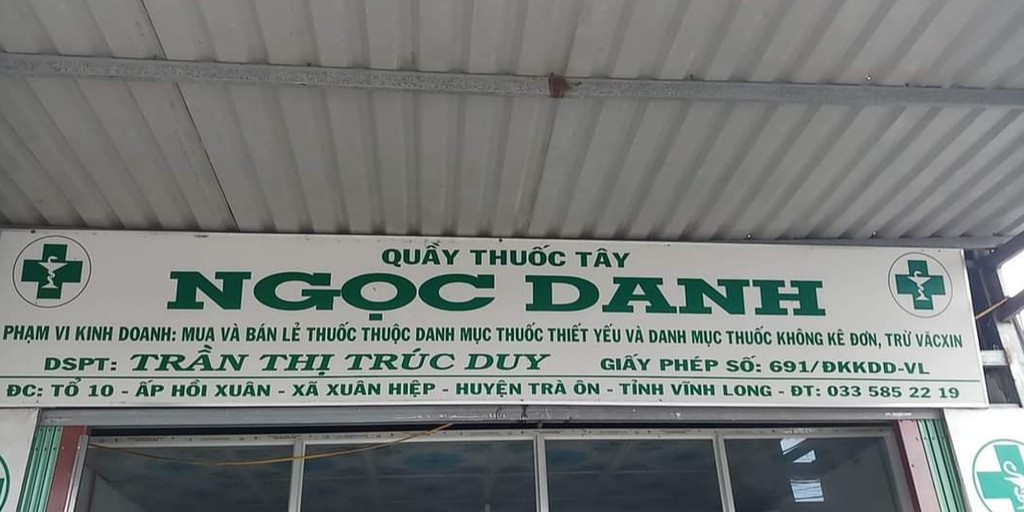 QUẦY THUỐC TÂY
NGỌC DANH
PHẠM VI KINH DOANH: MUA VÀ BÁN LẺ THUỐC THUỘC DANH MỤC THUỐC THIẾT YẾU VÀ DANH MỤC THUỐC KHÔNG KÊ ĐƠN, TRỪ VĂCXIN
DSPT: TRẦN THỊ TRÚC DUY GIẤY PHÉP SỐ: 691/ĐKKDD-VL
ĐC: TỔ 10 - ẤP HỒI XUÂN - XÃ XUÂN HIỆP - HUYỆN TRÀ ÔN - TỈNH VĨNH LONG - ĐT: 033 585 22 19